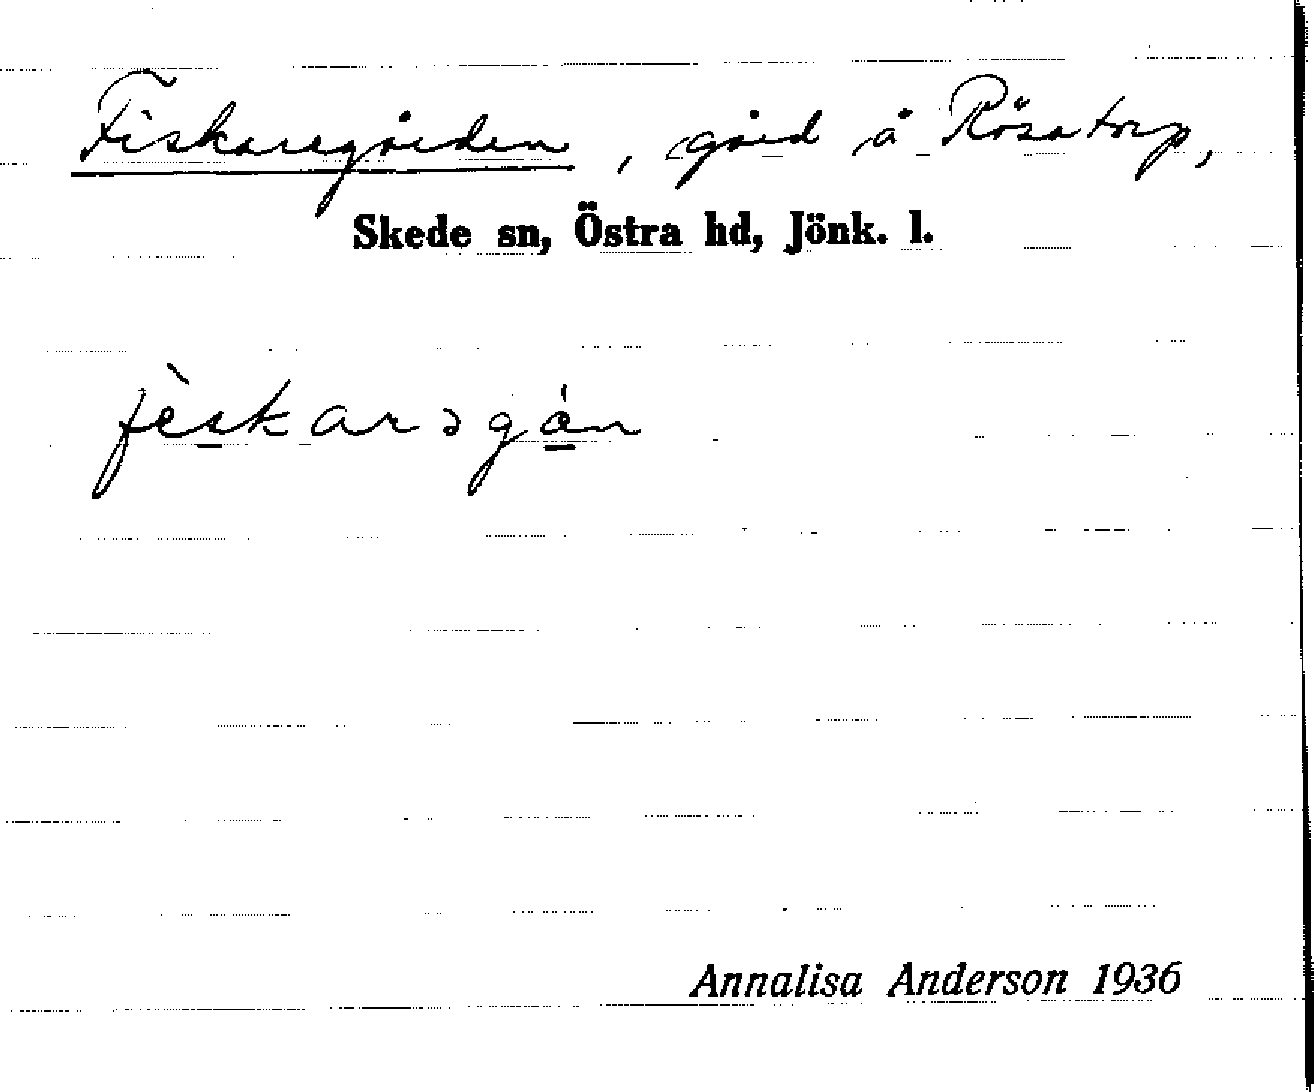 Fiskaregården, gård å Rösatorp,
Skede sn, Östra hd, Jönk. l.
fèskarəgån
Annalisa Anderson 1936